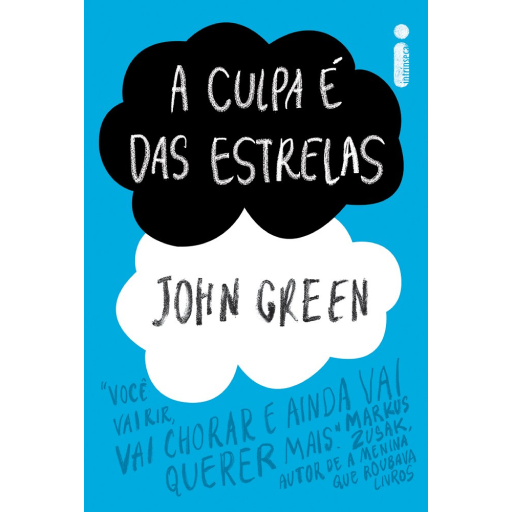 intrínseca
A CULPA É
DAS ESTRELAS
JOHN GREEN
"VOCÊ
VAI RIR,
VAI CHORAR E AINDA VAI
QUERER MAIS."
MARKUS
ZUSAK,
AUTOR DE A MENINA
QUE ROUBAVA
LIVROS